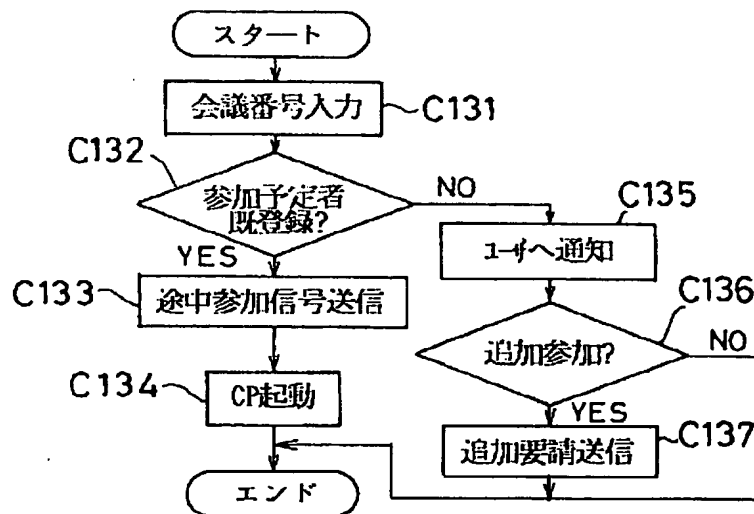 スタート
会議番号入力
C131
C132
参加予定者
既登録?
NO
YES
C133
途中参加信号送信
C134
CP起動
エンド
C135
ユーザへ通知
C136
追加参加?
NO
YES
C137
追加要請送信